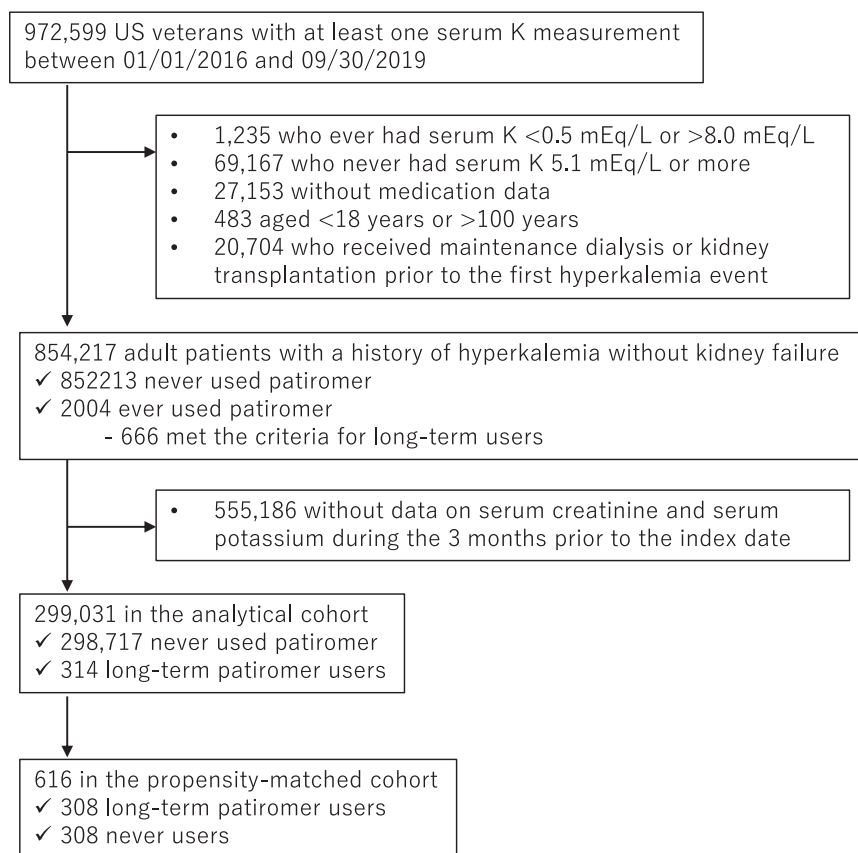 972,599 US veterans with at least one serum K measurement
between 01/01/2016 and 09/30/2019
• 1,235 who ever had serum K <0.5 mEq/L or >8.0 mEq/L
• 69,167 who never had serum K 5.1 mEq/L or more
• 27,153 without medication data
• 483 aged <18 years or >100 years
• 20,704 who received maintenance dialysis or kidney
transplantation prior to the first hyperkalemia event
854,217 adult patients with a history of hyperkalemia without kidney failure
✓ 852213 never used patiromer
✓ 2004 ever used patiromer
- 666 met the criteria for long-term users
• 555,186 without data on serum creatinine and serum
potassium during the 3 months prior to the index date
299,031 in the analytical cohort
✓ 298,717 never used patiromer
✓ 314 long-term patiromer users
616 in the propensity-matched cohort
✓ 308 long-term patiromer users
✓ 308 never users